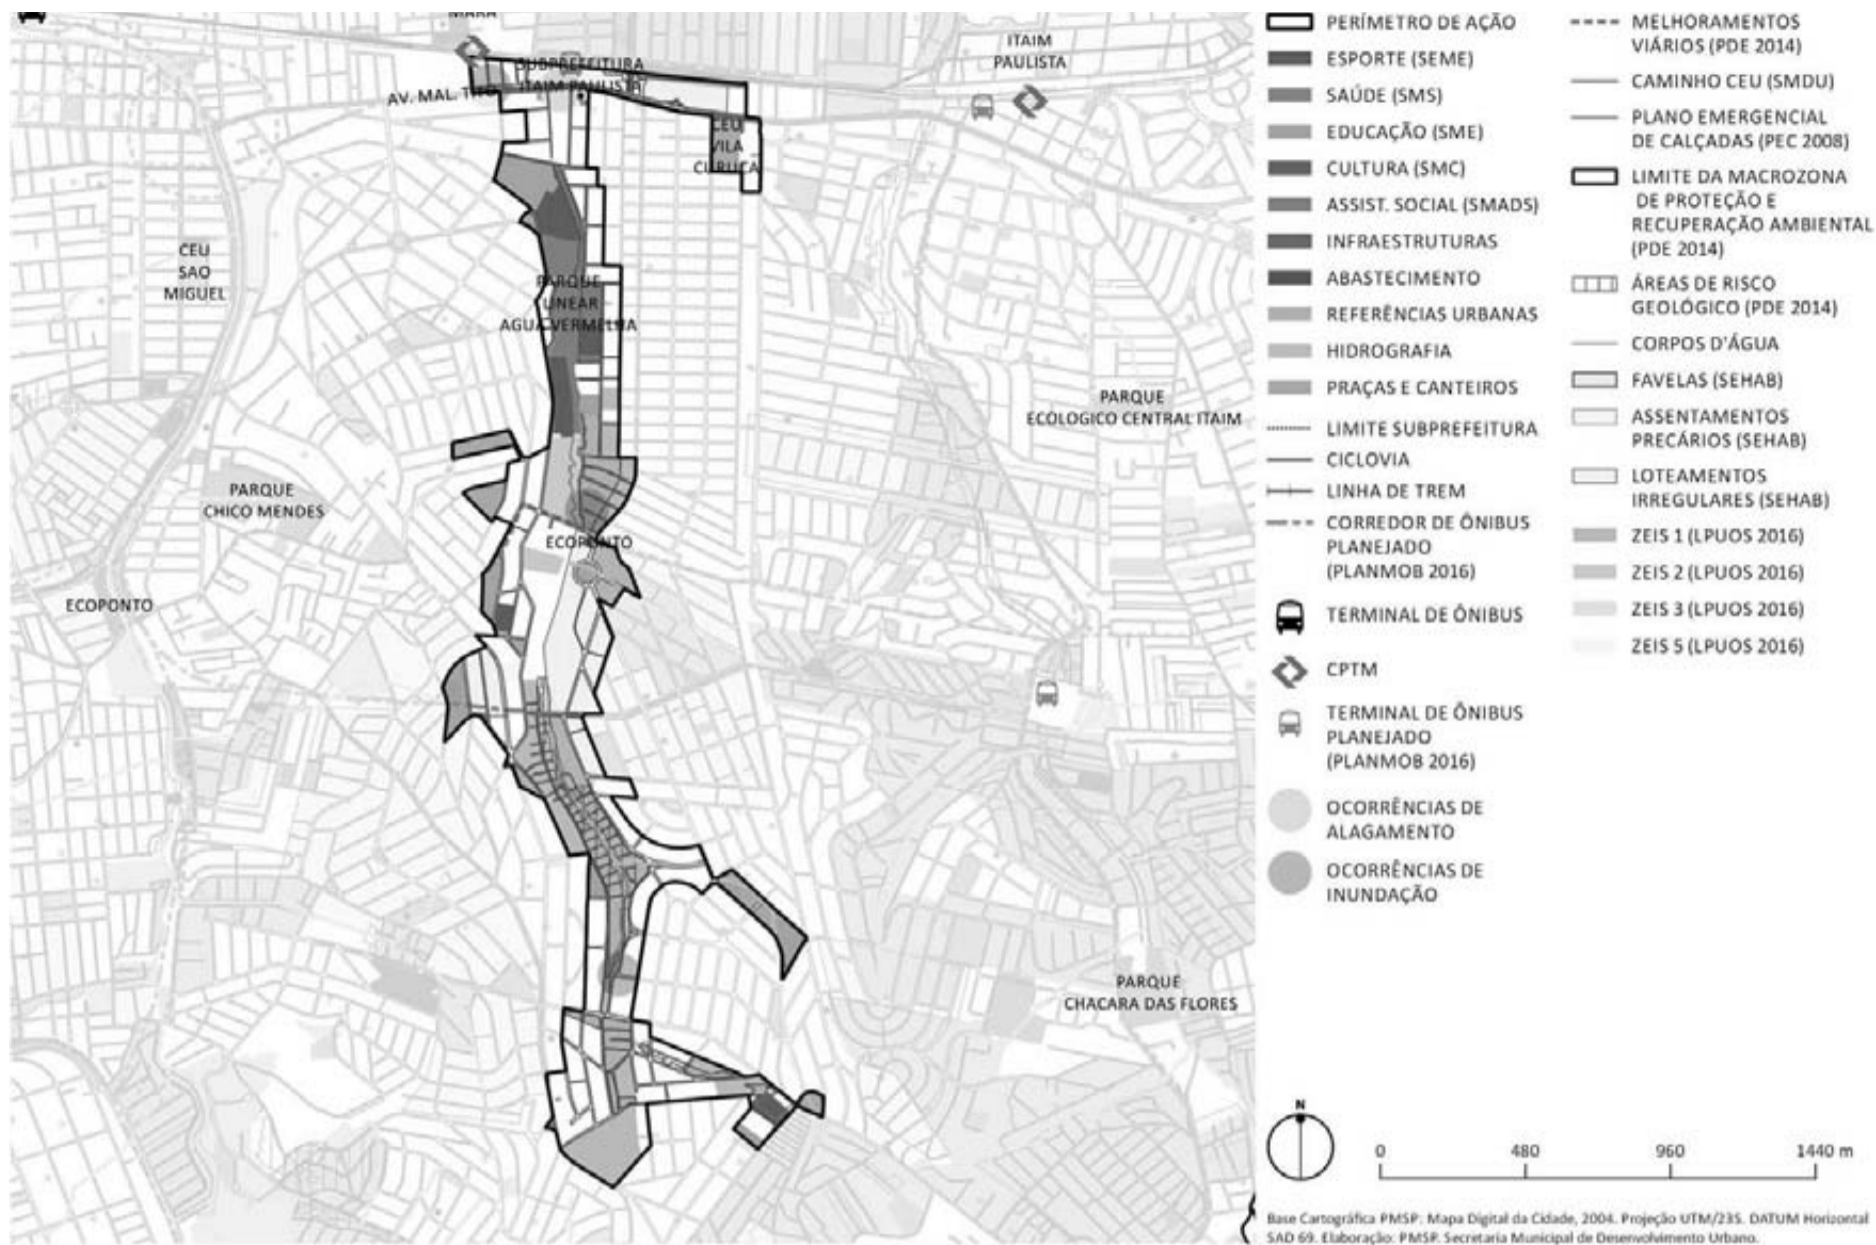 MARA
SUBPREFEITURA
ITAIM PAULISTA
AV. MAL. TITO
ITAIM
PAULISTA
CEU
VILA
CURUCA
CEU
SAO
MIGUEL
PARQUE
LINEAR
AGUA VERMELHA
PARQUE
ECOLOGICO CENTRAL ITAIM
PARQUE
CHICO MENDES
ECOPONTO
ECOPONTO
PARQUE
CHACARA DAS FLORES
PERÍMETRO DE AÇÃO
ESPORTE (SEME)
SAÚDE (SMS)
EDUCAÇÃO (SME)
CULTURA (SMC)
ASSIST. SOCIAL (SMADS)
INFRAESTRUTURAS
ABASTECIMENTO
REFERÊNCIAS URBANAS
HIDROGRAFIA
PRAÇAS E CANTEIROS
LIMITE SUBPREFEITURA
CICLOVIA
LINHA DE TREM
CORREDOR DE ÔNIBUS
PLANEJADO
(PLANMOB 2016)
TERMINAL DE ÔNIBUS
CPTM
TERMINAL DE ÔNIBUS
PLANEJADO
(PLANMOB 2016)
OCORRÊNCIAS DE
ALAGAMENTO
OCORRÊNCIAS DE
INUNDAÇÃO
MELHORAMENTOS
VIÁRIOS (PDE 2014)
CAMINHO CEU (SMDU)
PLANO EMERGENCIAL
DE CALÇADAS (PEC 2008)
LIMITE DA MACROZONA
DE PROTEÇÃO E
RECUPERAÇÃO AMBIENTAL
(PDE 2014)
ÁREAS DE RISCO
GEOLÓGICO (PDE 2014)
CORPOS D'ÁGUA
FAVELAS (SEHAB)
ASSENTAMENTOS
PRECÁRIOS (SEHAB)
LOTEAMENTOS
IRREGULARES (SEHAB)
ZEIS 1 (LPUOS 2016)
ZEIS 2 (LPUOS 2016)
ZEIS 3 (LPUOS 2016)
ZEIS 5 (LPUOS 2016)
N
0 480 960 1440 m
Base Cartográfica PMSP: Mapa Digital da Cidade, 2004. Projeção UTM/23S. DATUM Horizontal
SAD 69. Elaboração: PMSP. Secretaria Municipal de Desenvolvimento Urbano.